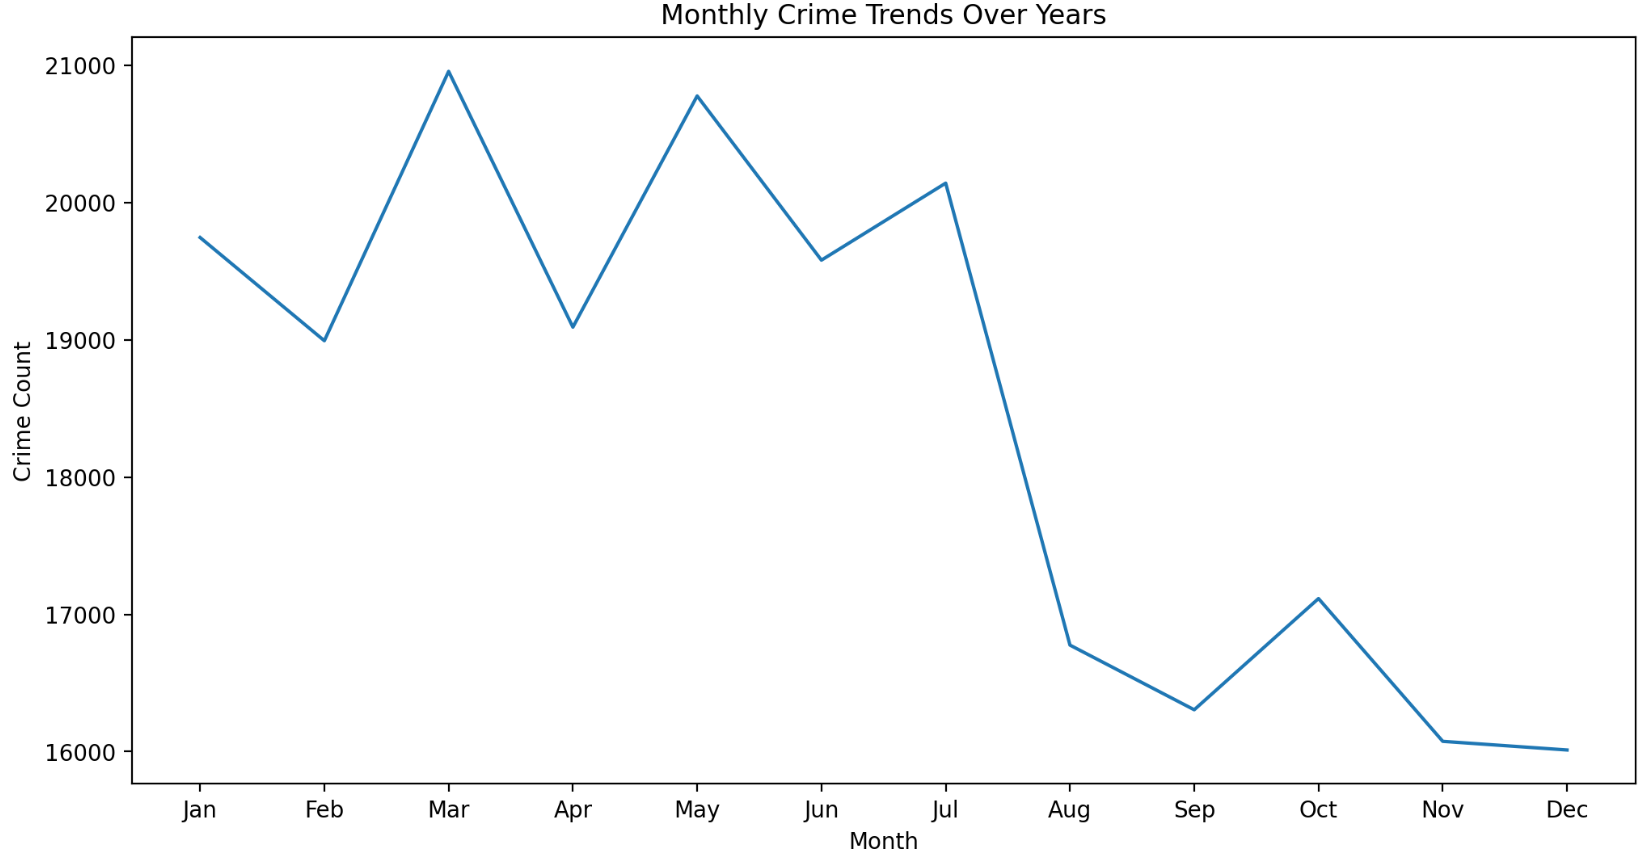 Monthly Crime Trends Over Years
21000
20000
19000
18000
17000
16000
Crime Count
Jan Feb Mar Apr May Jun Jul Aug Sep Oct Nov Dec
Month